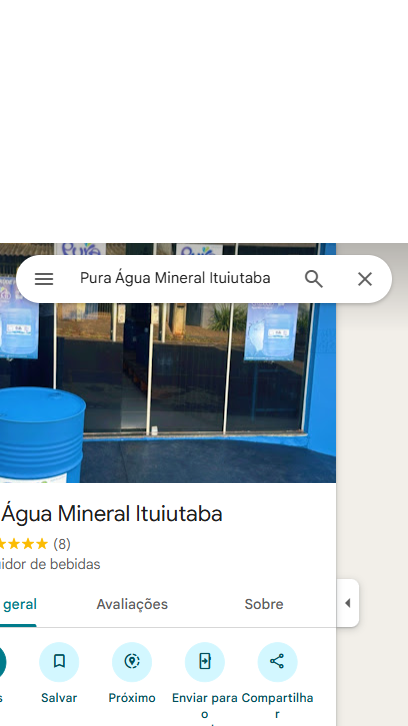 Pura
Pura Água Mineral Ituiutaba
Água Mineral Ituiutaba
(8)
idor de bebidas
geral
Avaliações
Sobre
s
Salvar
Próximo
Enviar para o
Compartilhar